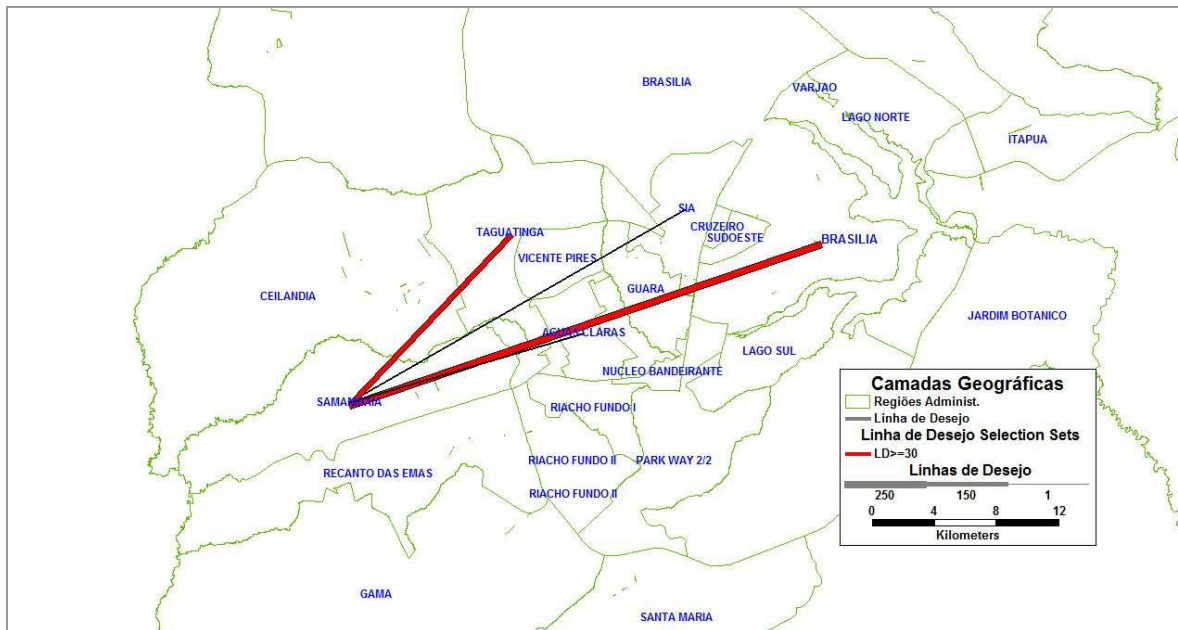 BRASILIA
VARJAO
LAGO NORTE
ITAPUA
SIA
CRUZEIRO
SUDOESTE
BRASILIA
TAGUATINGA
VICENTE PIRES
CEILANDIA
GUARA
JARDIM BOTANICO
AGUAS CLARAS
LAGO SUL
NUCLEO BANDEIRANTE
SAMAMBAIA
RIACHO FUNDO I
RIACHO FUNDO II
PARK WAY 2/2
RECANTO DAS EMAS
RIACHO FUNDO II
GAMA
SANTA MARIA
Camadas Geográficas
Regiões Administ.
Linha de Desejo
Linha de Desejo Selection Sets
LD>=30
Linhas de Desejo
250 150 1
0 4 8 12
Kilometers